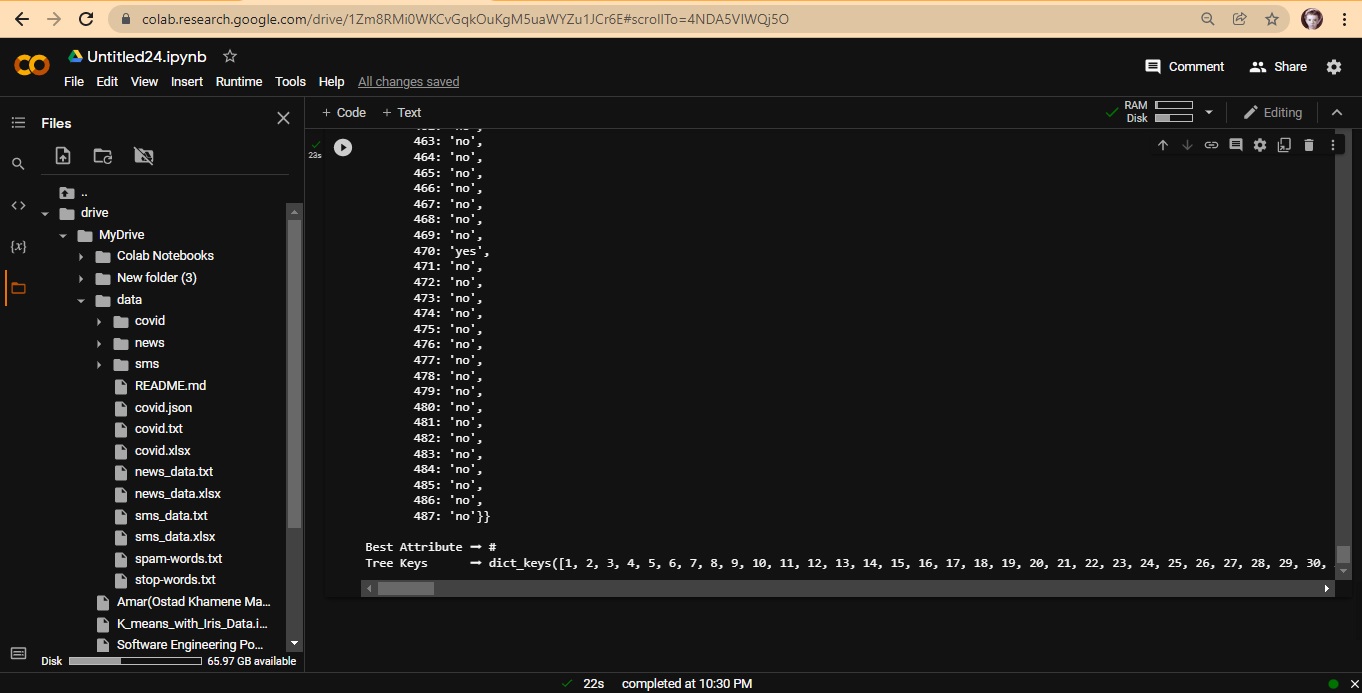 colab.research.google.com/drive/1Zm8RMi0WKCvGqkOuKgM5uaWYZu1JCr6E#scrollTo=4NDA5VIWQj5O
Untitled24.ipynb
File Edit View Insert Runtime Tools Help All changes saved
Comment
Share
Files
+ Code + Text
RAM
Disk
Editing
..
drive
MyDrive
Colab Notebooks
New folder (3)
data
covid
news
sms
README.md
covid.json
covid.txt
covid.xlsx
news_data.txt
news_data.xlsx
sms_data.txt
sms_data.xlsx
spam-words.txt
stop-words.txt
Amar(Ostad Khamene Ma...
K_means_with_Iris_Data.i...
Software Engineering Po...
Disk 65.97 GB available
{x}
23s
463: 'no',
464: 'no',
465: 'no',
466: 'no',
467: 'no',
468: 'no',
469: 'no',
470: 'yes',
471: 'no',
472: 'no',
473: 'no',
474: 'no',
475: 'no',
476: 'no',
477: 'no',
478: 'no',
479: 'no',
480: 'no',
481: 'no',
482: 'no',
483: 'no',
484: 'no',
485: 'no',
486: 'no',
487: 'no'}}
Best Attribute → #
Tree Keys → dict_keys([1, 2, 3, 4, 5, 6, 7, 8, 9, 10, 11, 12, 13, 14, 15, 16, 17, 18, 19, 20, 21, 22, 23, 24, 25, 26, 27, 28, 29, 30,
22s completed at 10:30 PM